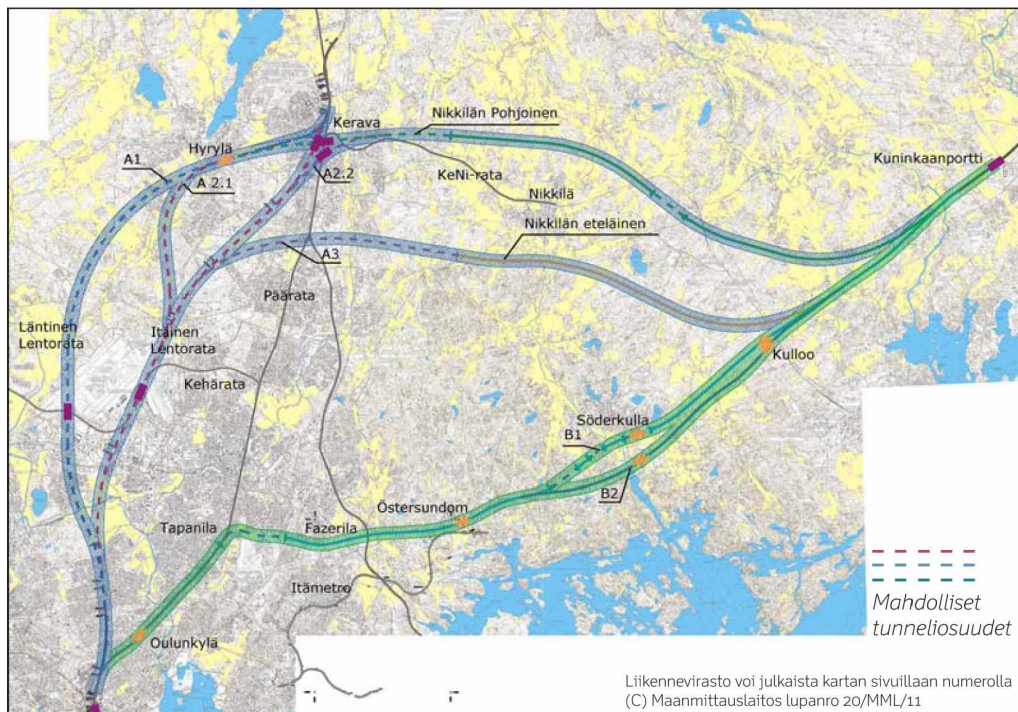 Nikkilän Pohjoinen
Kerava
Hyrylä
Kuninkaanportti
A1
A 2.1
A2.2
KeNi-rata
Nikkilä
Nikkilän eteläinen
A3
Päärata
Läntinen
Lentorata
Itäinen
Lentorata
Kulloo
Kehärata
Söderkulla
B1
B2
Östersundom
Tapanila
Fazerila
Itämetro
Oulunkylä
Mahdolliset
tunneliosuudet
Liikennevirasto voi julkaista kartan sivuillaan numerolla
(C) Maanmittauslaitos lupanro 20/MML/11